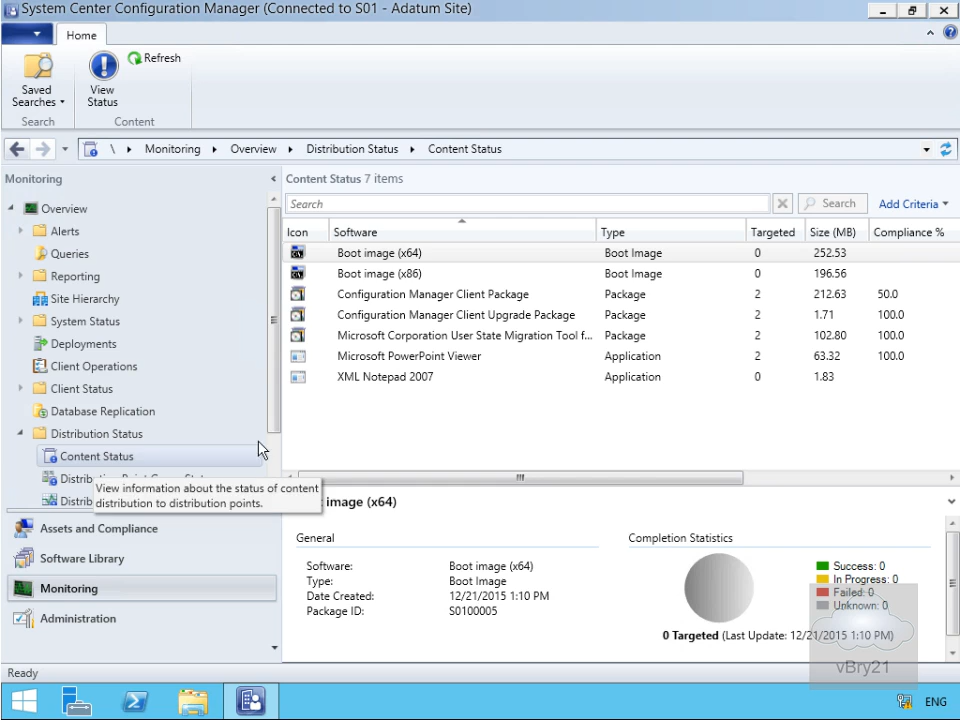 System Center Configuration Manager (Connected to S01 - Adatum Site)
Home
Saved Searches
Search
View Status
Refresh
Content
\ Monitoring Overview Distribution Status Content Status
Monitoring
Overview
Alerts
Queries
Reporting
Site Hierarchy
System Status
Deployments
Client Operations
Client Status
Database Replication
Distribution Status
Content Status
View information about the status of content
distribution to distribution points.
Assets and Compliance
Software Library
Monitoring
Administration
Content Status 7 items
Search
Search
Add Criteria
Icon Software Type Targeted Size (MB) Compliance %
Boot image (x64) Boot Image 0 252.53
Boot image (x86) Boot Image 0 196.56
Configuration Manager Client Package Package 2 212.63 50.0
Configuration Manager Client Upgrade Package Package 2 1.71 100.0
Microsoft Corporation User State Migration Tool f... Package 2 102.80 100.0
Microsoft PowerPoint Viewer Application 2 63.32 100.0
XML Notepad 2007 Application 0 1.83
image (x64)
General
Software: Boot image (x64)
Type: Boot Image
Date Created: 12/21/2015 1:10 PM
Package ID: S0100005
Completion Statistics
Success: 0
In Progress: 0
Failed: 0
Unknown: 0
0 Targeted (Last Update: 12/21/2015 1:10 PM)
vBry21
Ready
ENG